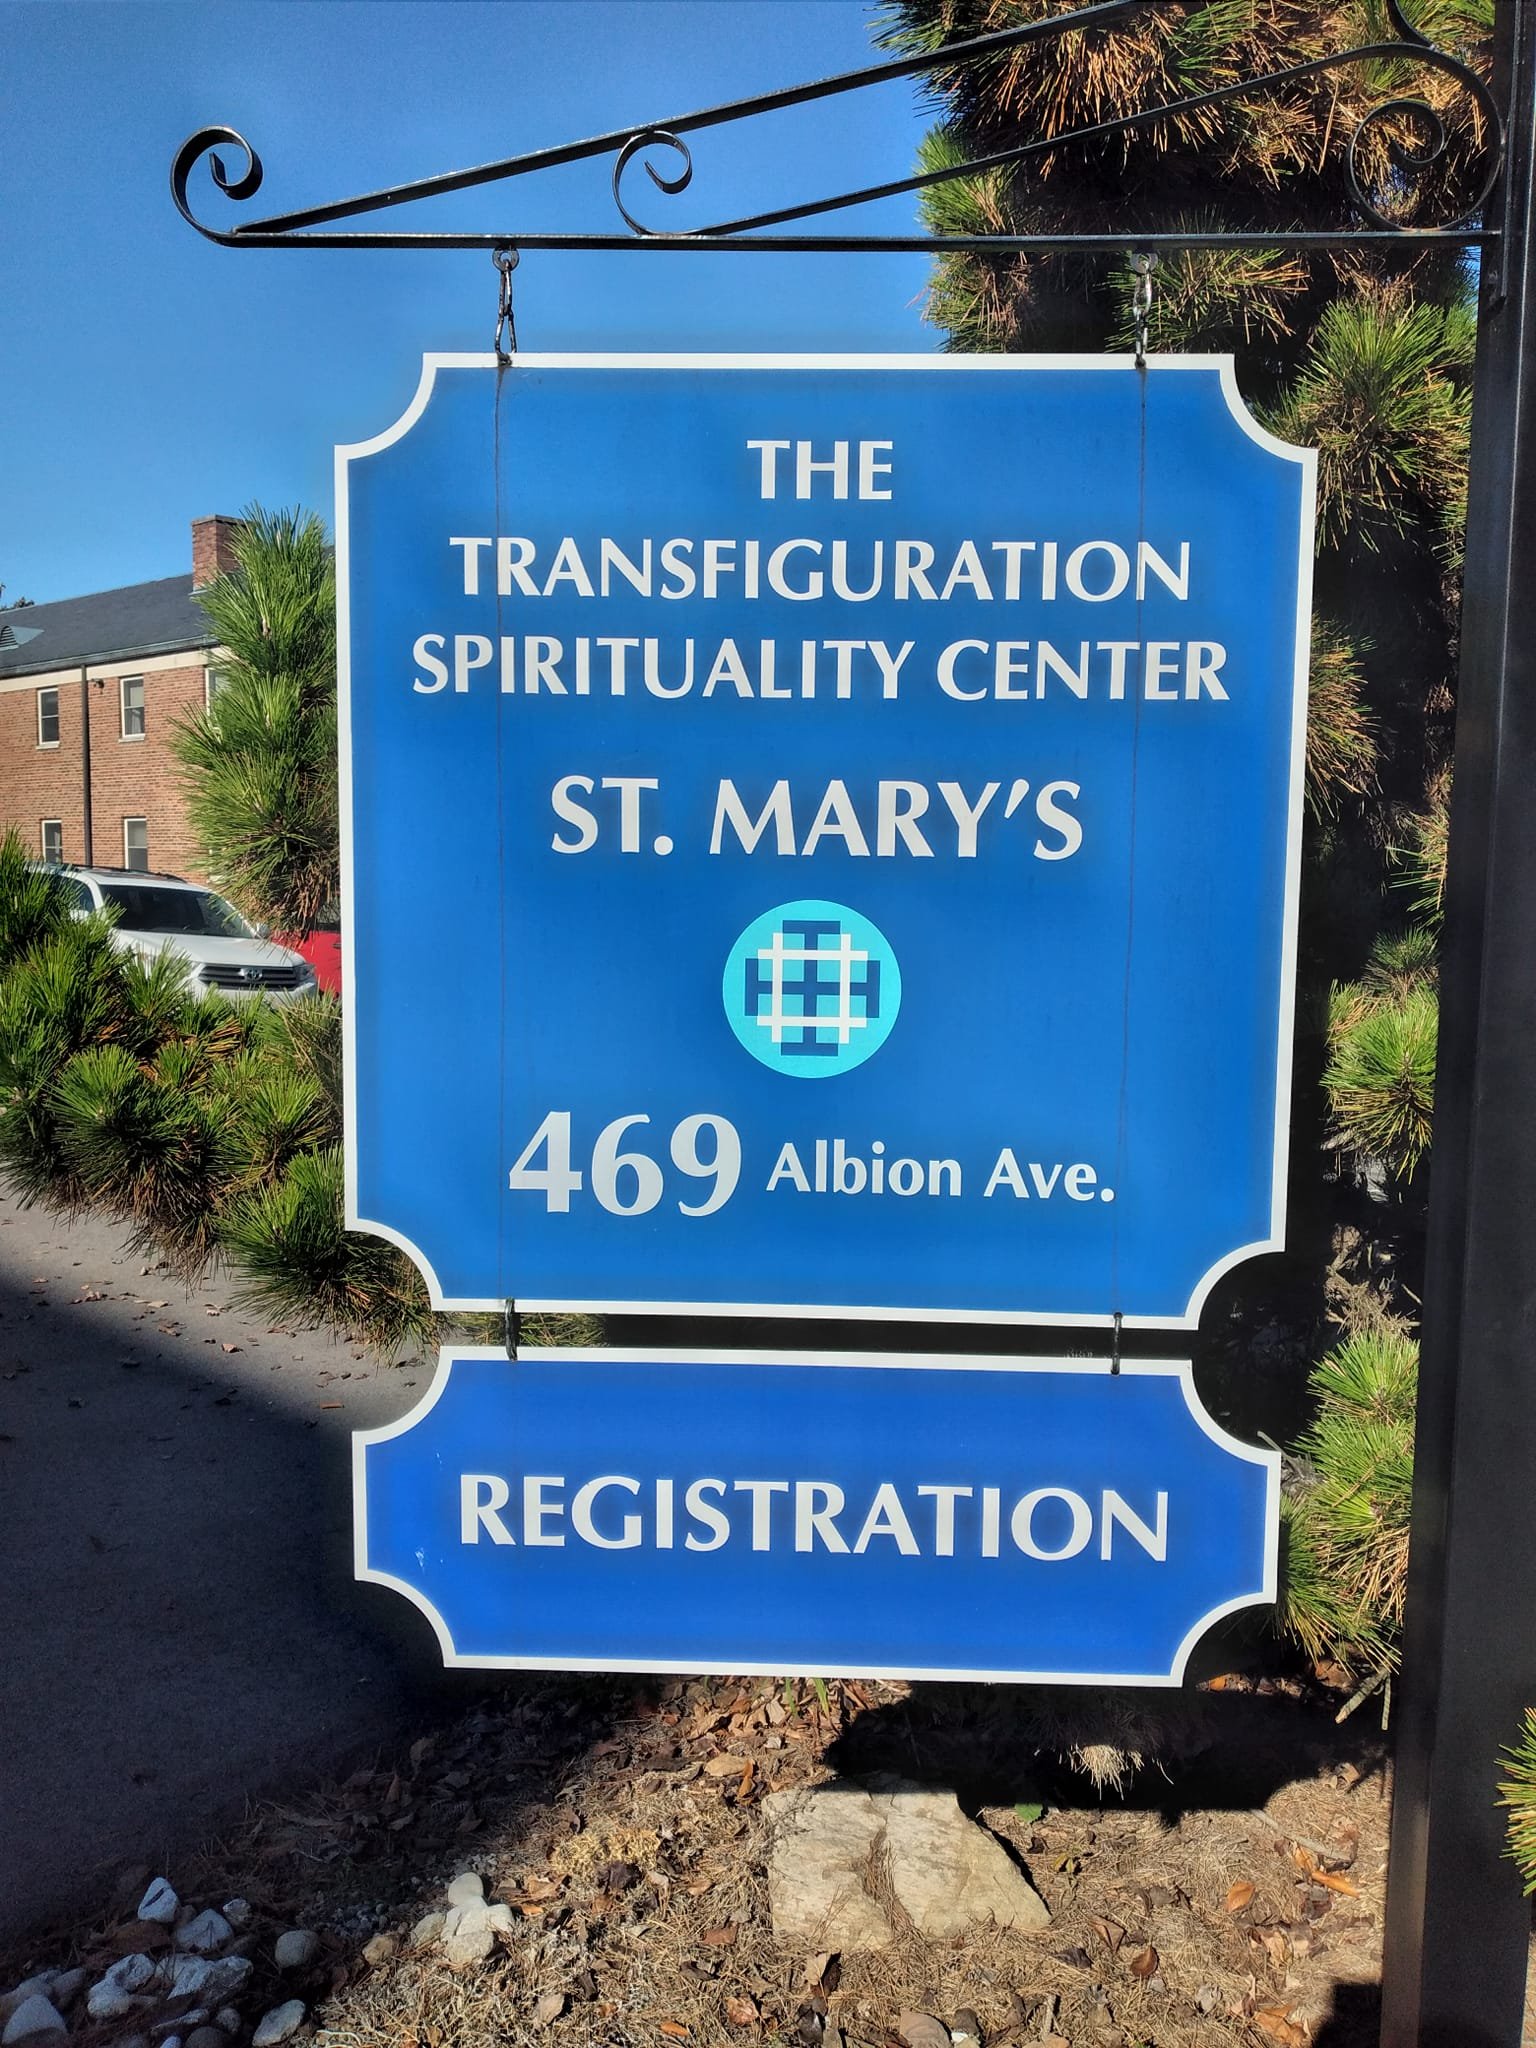 THE
TRANSFIGURATION
SPIRITUALITY CENTER
ST. MARY'S
469 Albion Ave.
REGISTRATION